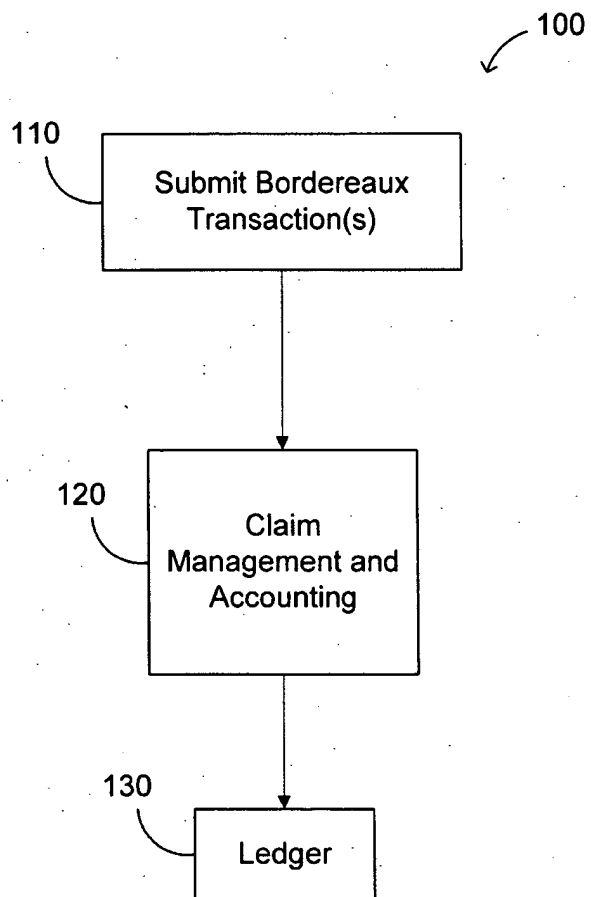 100
110
Submit Bordereaux
Transaction(s)
120
Claim
Management and
Accounting
130
Ledger